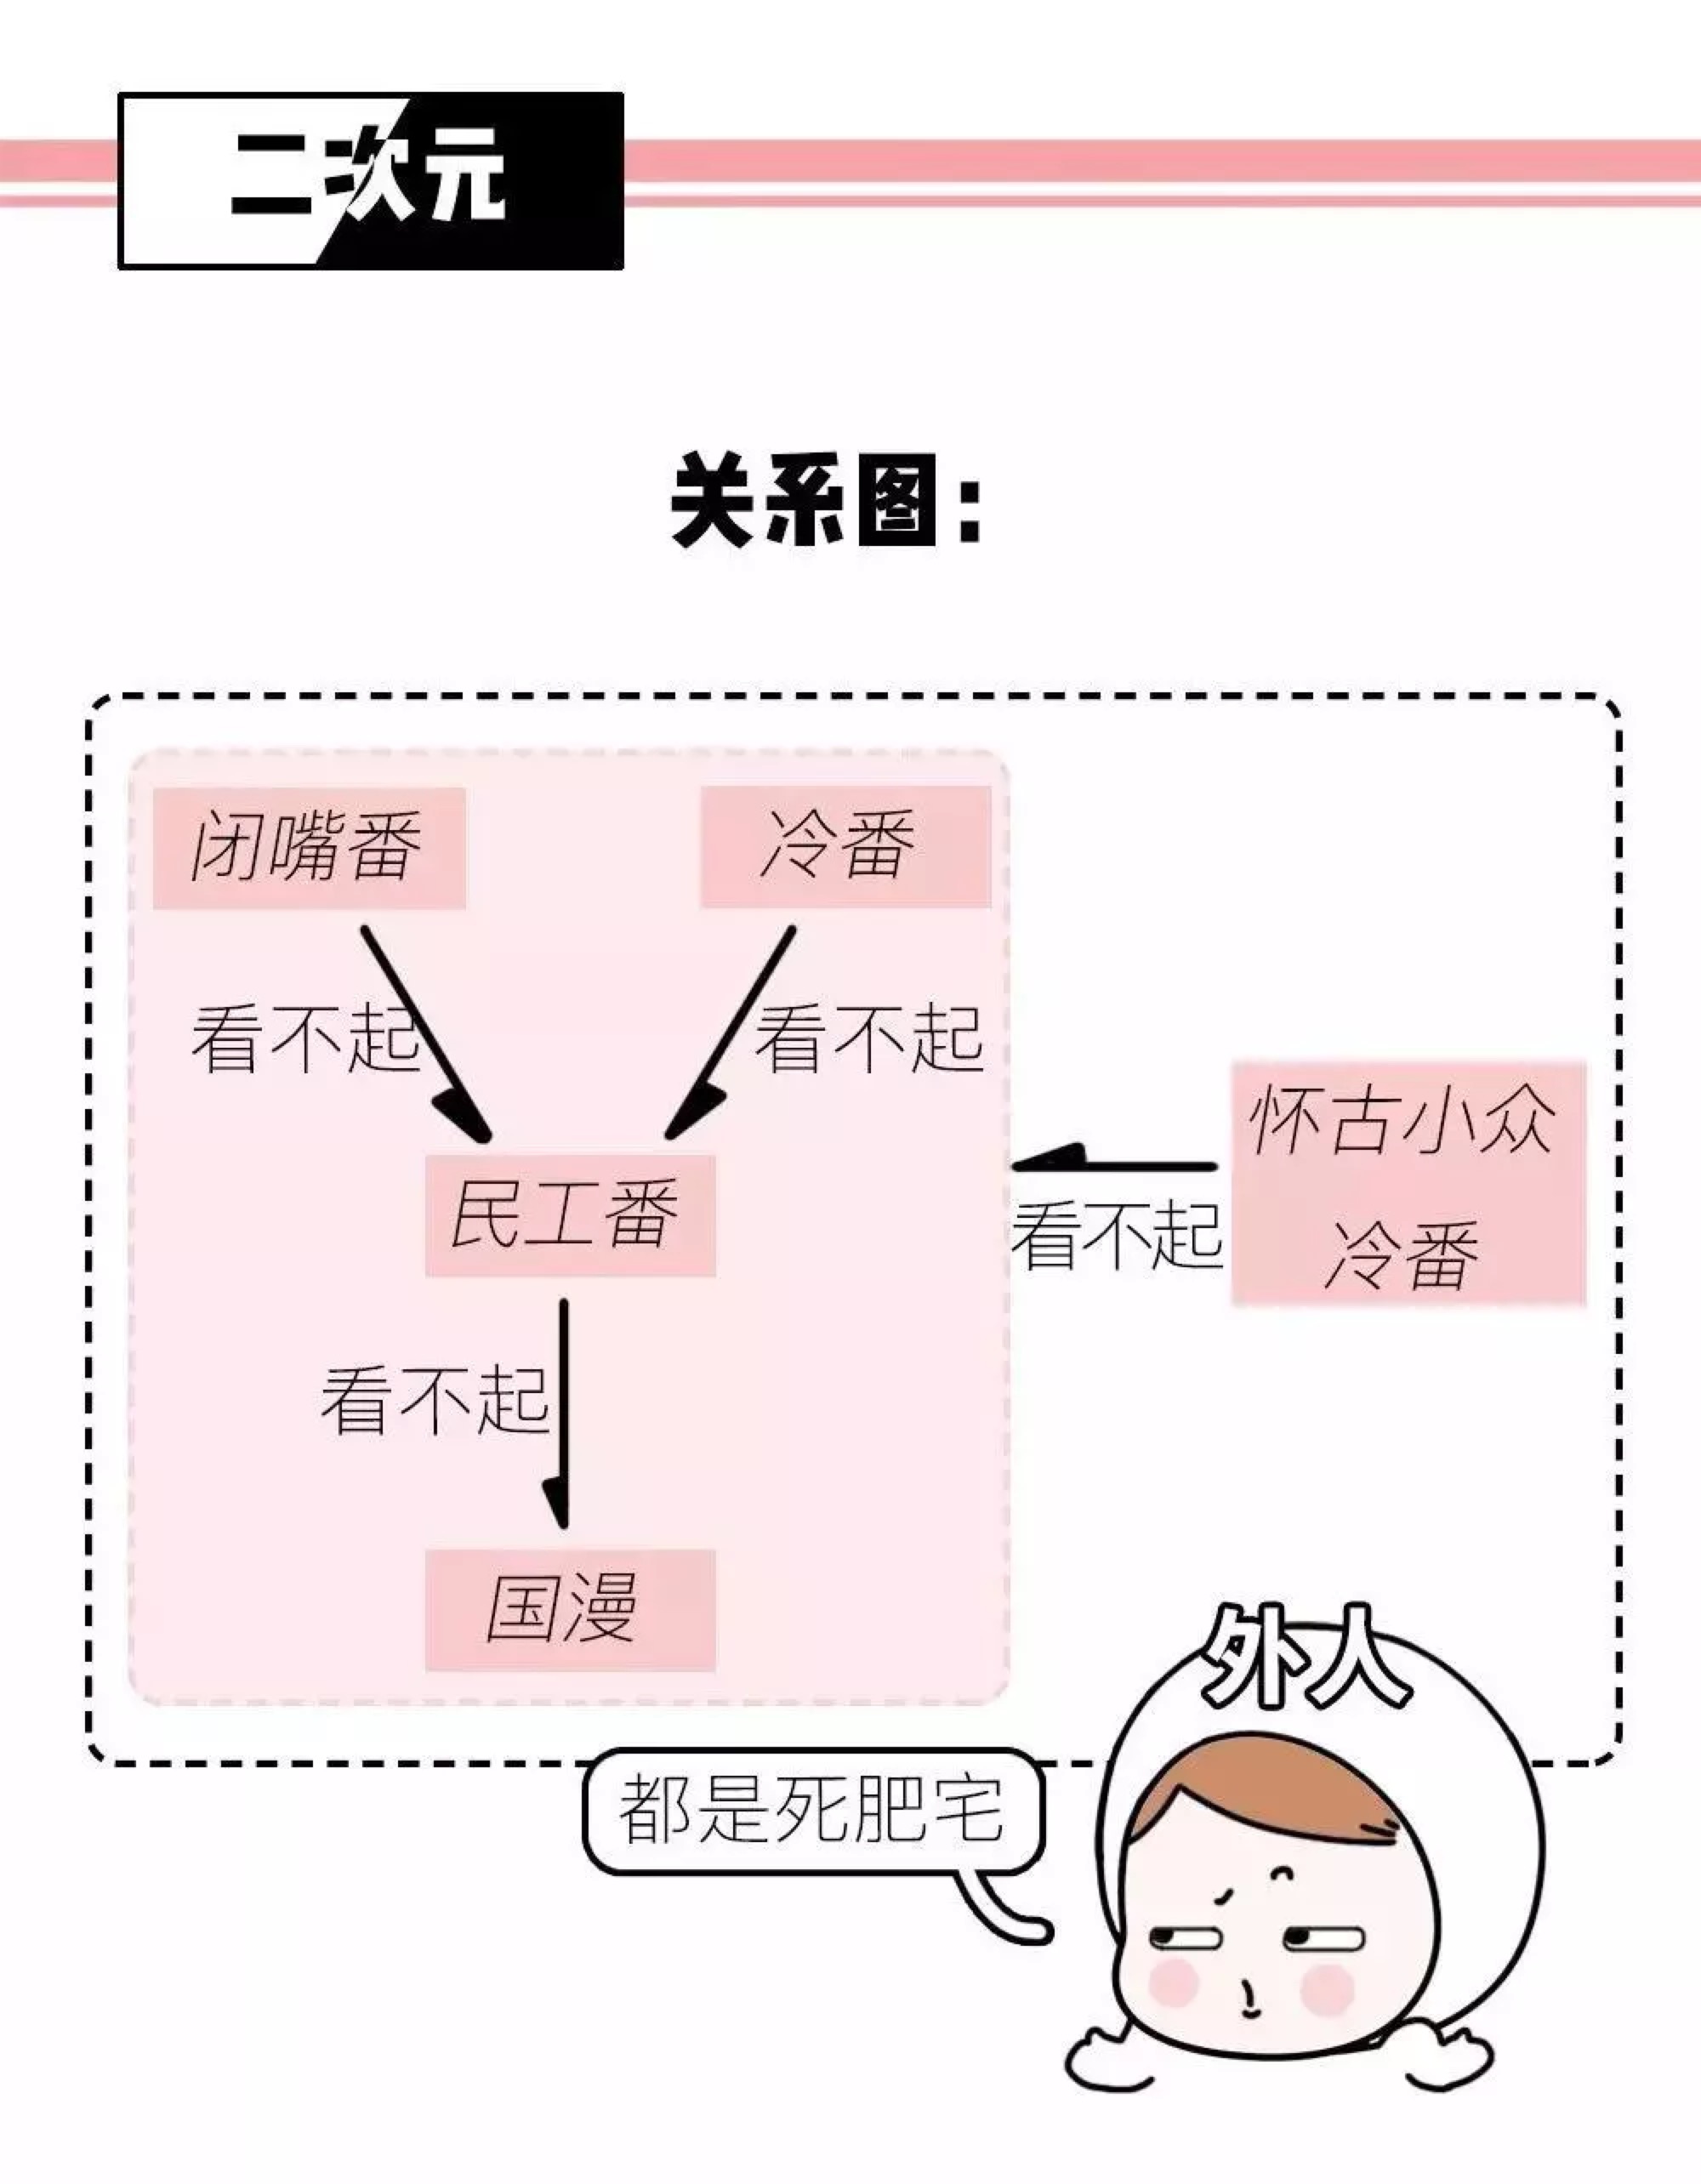 二次元
关系图：
闭嘴番
冷番
看不起
看不起
民工番
怀古小众
冷番
看不起
看不起
国漫
外人
都是死肥宅